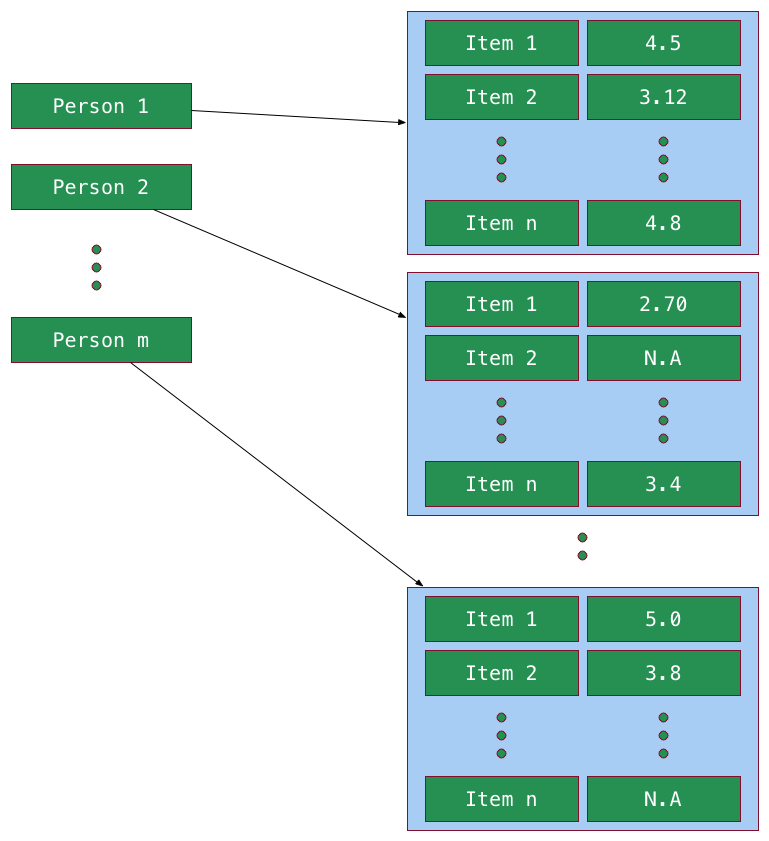 Person 1
Person 2
Person m
Item 1 4.5
Item 2 3.12
Item n 4.8
Item 1 2.70
Item 2 N.A
Item n 3.4
Item 1 5.0
Item 2 3.8
Item n N.A